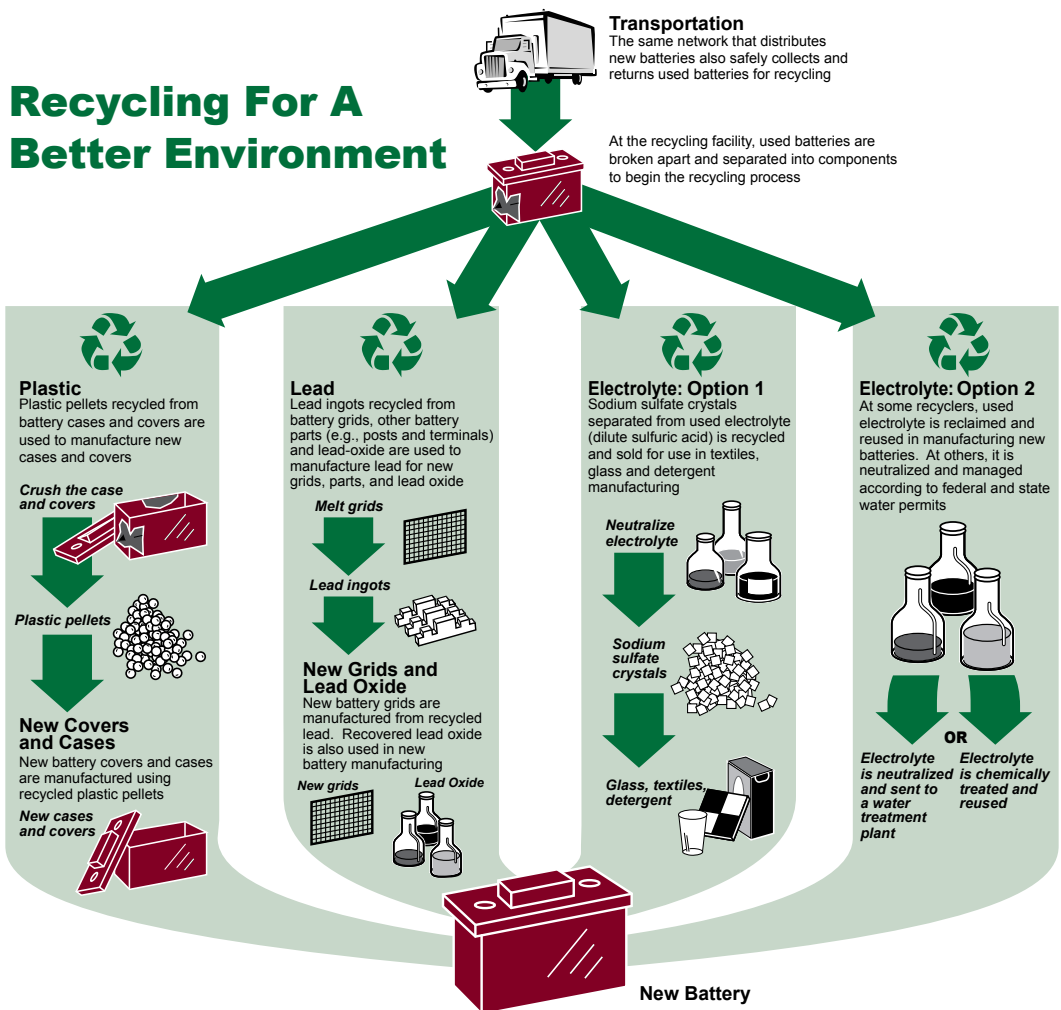 Transportation
The same network that distributes
new batteries also safely collects and
returns used batteries for recycling
Recycling For A
Better Environment
At the recycling facility, used batteries are
broken apart and separated into components
to begin the recycling process
Plastic
Plastic pellets recycled from
battery cases and covers are
used to manufacture new
cases and covers
Crush the case
and covers
Plastic pellets
New Covers
and Cases
New battery covers and cases
are manufactured using
recycled plastic pellets
New cases
and covers
Lead
Lead ingots recycled from
battery grids, other battery
parts (e.g., posts and terminals)
and lead-oxide are used to
manufacture lead for new
grids, parts, and lead oxide
Melt grids
Lead ingots
New Grids and
Lead Oxide
New battery grids are
manufactured from recycled
lead.  Recovered lead oxide
is also used in new
battery manufacturing
New grids
Lead Oxide
Electrolyte: Option 1
Sodium sulfate crystals
separated from used electrolyte
(dilute sulfuric acid) is recycled
and sold for use in textiles,
glass and detergent
manufacturing
Neutralize
electrolyte
Sodium
sulfate
crystals
Glass, textiles,
detergent
Electrolyte: Option 2
At some recyclers, used
electrolyte is reclaimed and
reused in manufacturing new
batteries.  At others, it is
neutralized and managed
according to federal and state
water permits
OR
Electrolyte
is neutralized
and sent to
a water
treatment
plant
Electrolyte
is chemically
treated and
reused
New Battery